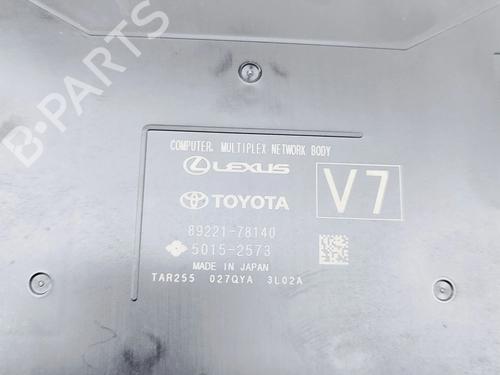 B-PARTS
COMPUTER, MULTIPLEX NETWORK BODY
LEXUS
TOYOTA
V7
89221-78140
5015-2573
MADE IN JAPAN
TAR255 027QYA 3L02A